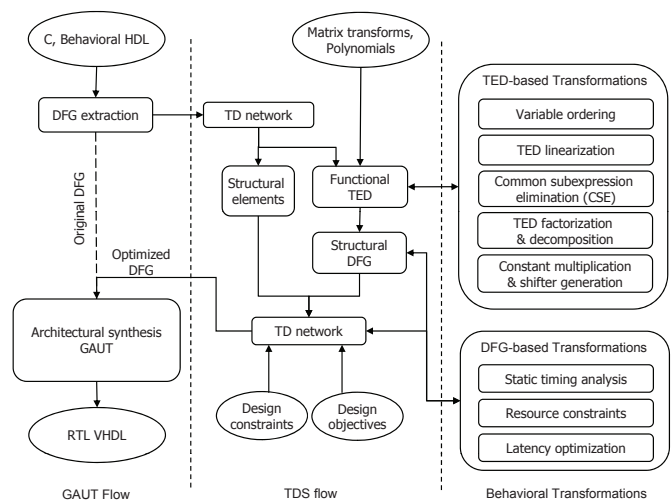 C, Behavioral HDL
Matrix transforms,
Polynomials
TED-based Transformations
DFG extraction
TD network
Variable ordering
TED linearization
Structural
elements
Functional
TED
Common subexpression
elimination (CSE)
Original DFG
Structural
DFG
TED factorization
& decomposition
Optimized
DFG
Constant multiplication
& shifter generation
Architectural synthesis
GAUT
TD network
DFG-based Transformations
Static timing analysis
Design
constraints
Design
objectives
Resource constraints
RTL VHDL
Latency optimization
GAUT Flow
TDS flow
Behavioral Transformations